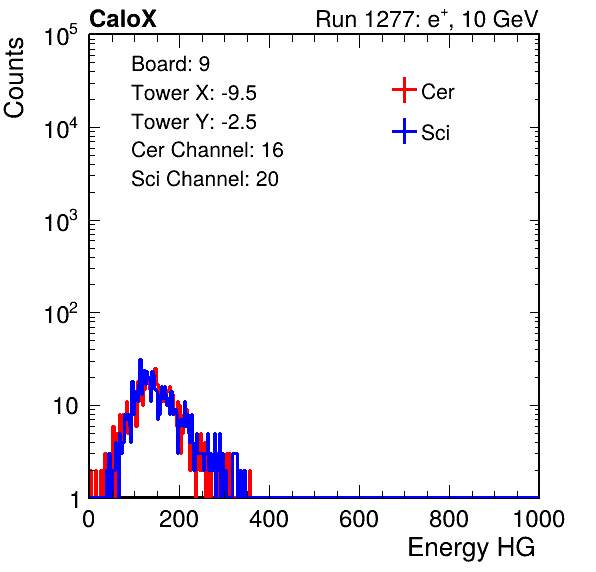 CaloX Run 1277: e⁺, 10 GeV
Counts
Board: 9
Tower X: -9.5
Tower Y: -2.5
Cer Channel: 16
Sci Channel: 20
Cer
Sci
10⁵
10⁴
10³
10²
10
1
0 200 400 600 800 1000
Energy HG